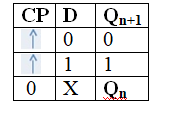 CP D Qn+1
↑ 0 0
↑ 1 1
0 X Qn